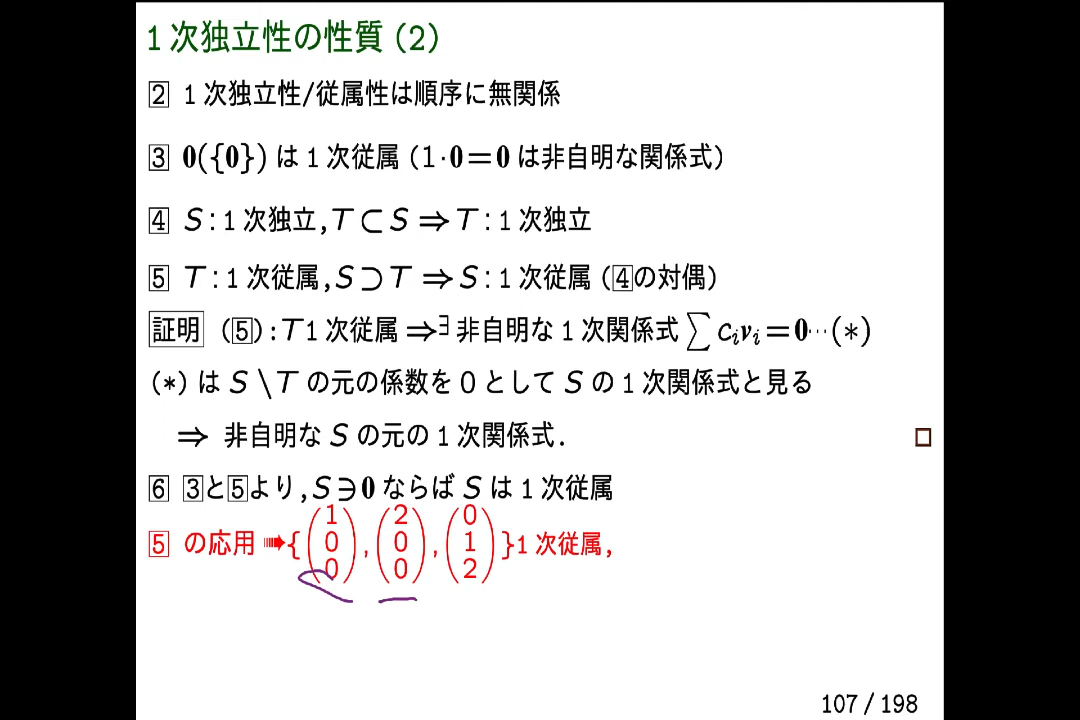 1次独立性の性質 (2)
2 1次独立性/従属性は順序に無関係
3 0({0}) は 1 次従属 (1·0=0 は非自明な関係式)
4 S:1 次独立,T⊂S ⇒ T:1 次独立
5 T:1 次従属,S⊃T ⇒ S:1 次従属 (4の対偶)
証明 (5):T 1 次従属 ⇒∃ 非自明な 1 次関係式 ∑ c_i v_i = 0…(*)
(*) は S \ T の元の係数を 0 として S の 1 次関係式と見る
⇒ 非自明な S の元の 1 次関係式. □
6 3と5より,S∋0 ならば S は 1 次従属
5 の応用 ➠ {(1 0 0), (2 0 0), (0 1 2)} 1 次従属,
107 / 198